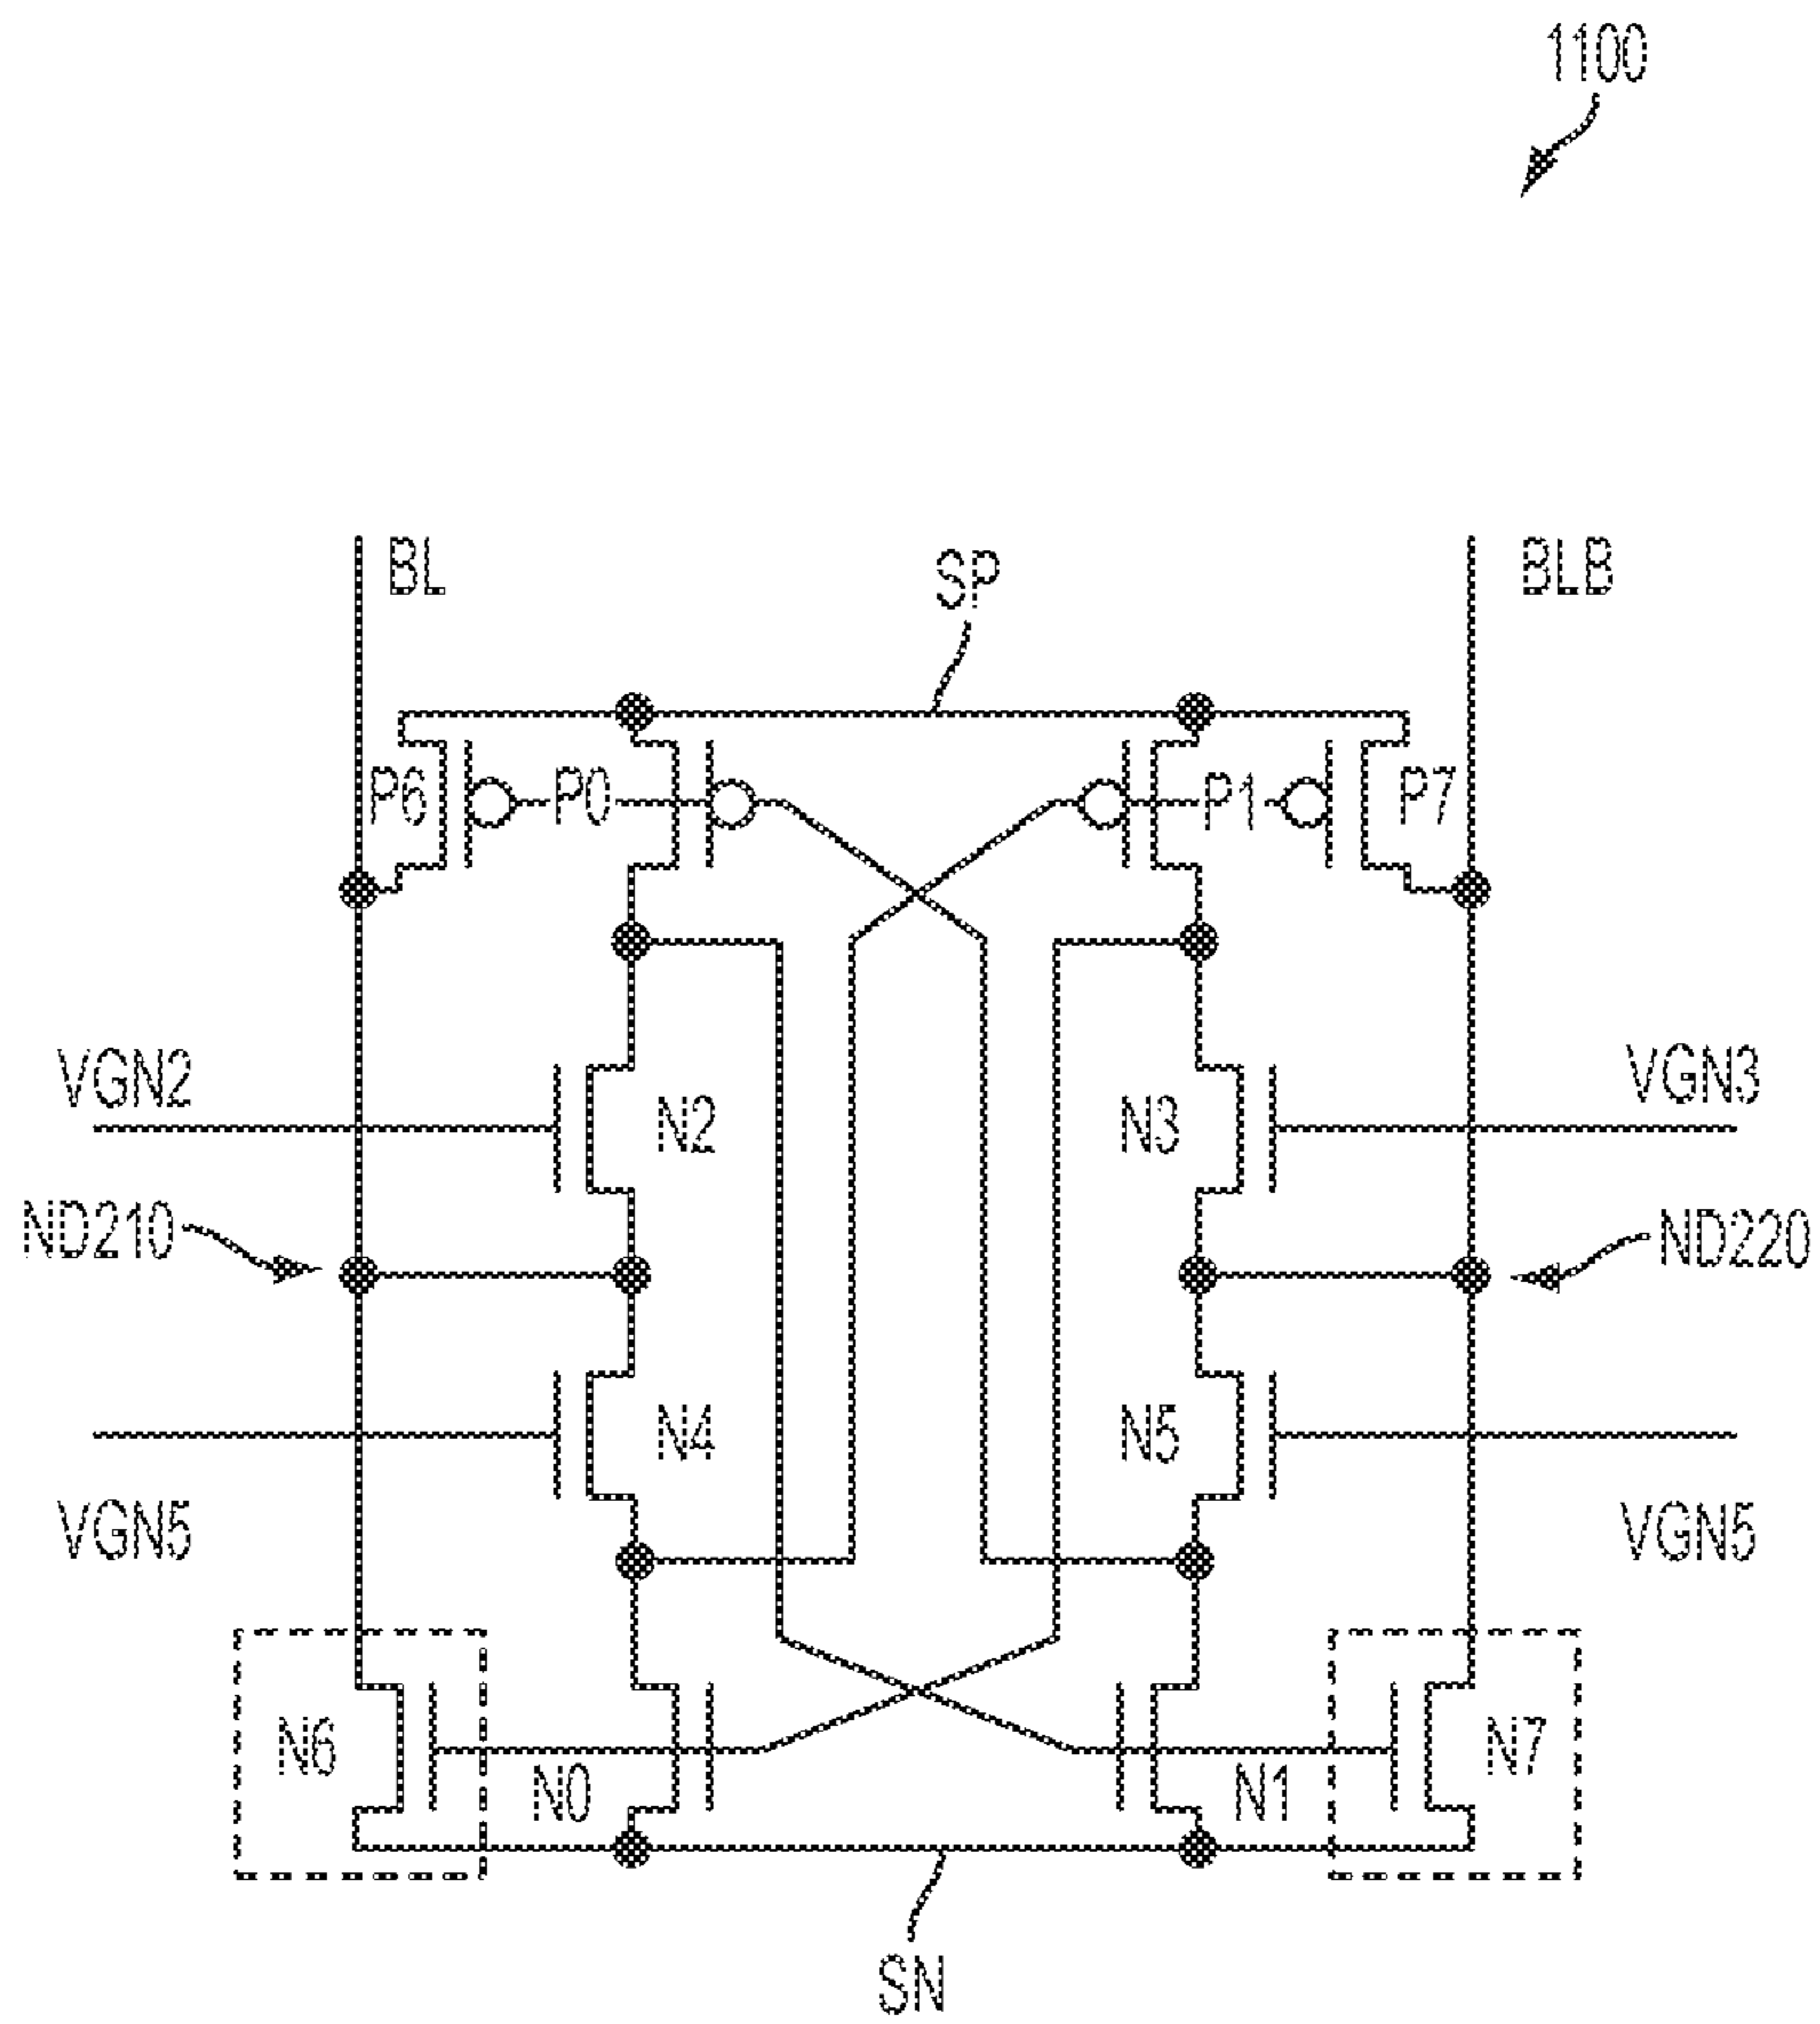 1100
BL
SP
BLB
P6
P0
P1
P7
VGN2
N2
N3
VGN3
ND210
ND220
N4
N5
VGN5
VGN5
N6
N0
N1
N7
SN